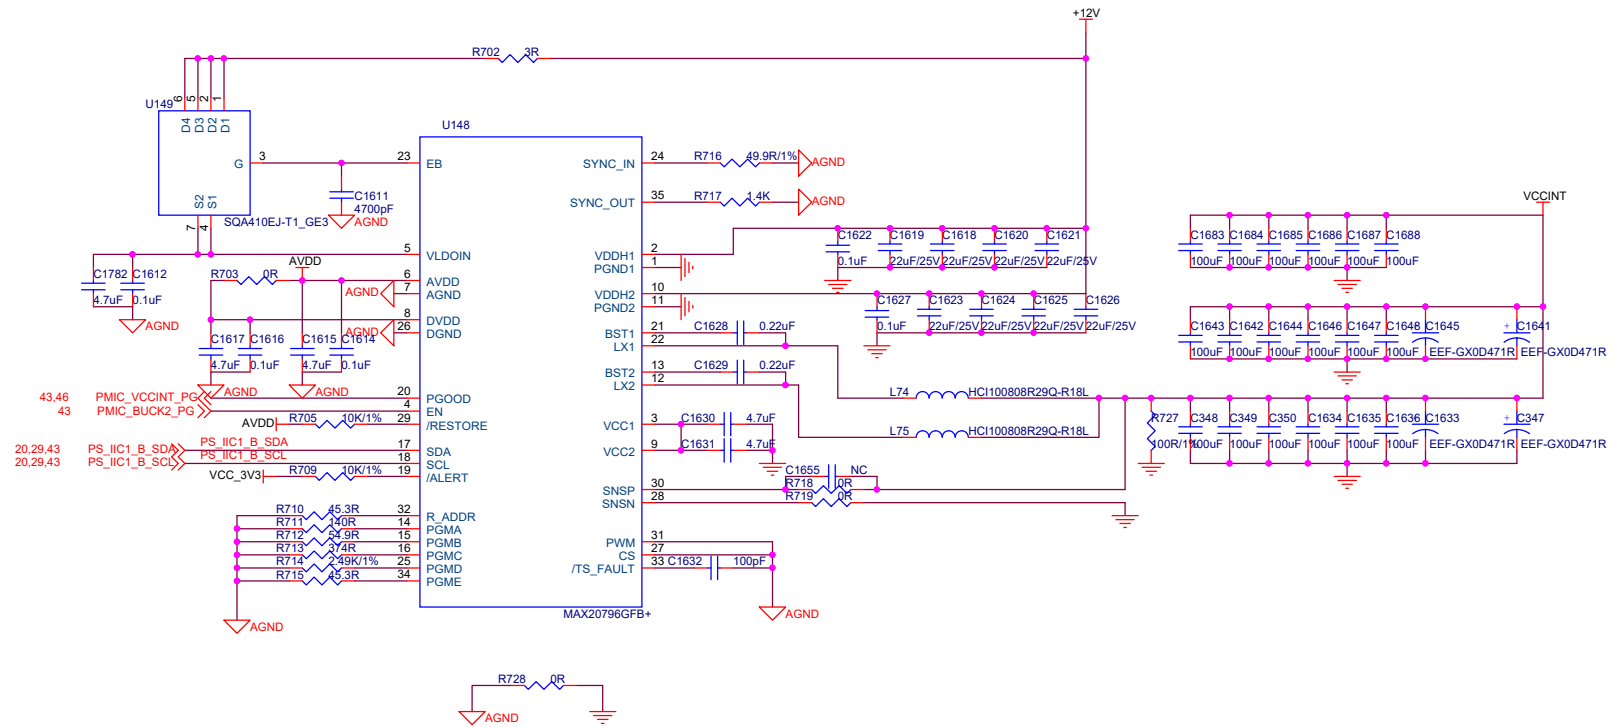 +12V
R702 3R
U149
6 5 2 1
D4 D3 D2 D1
G 3
S2 S1
7 4
SQA410EJ-T1_GE3
C1611
4700pF
AGND
U148
23 EB
5 VLDOIN
6 AVDD
7 AGND
8 DVDD
26 DGND
20 PGOOD
4 EN
29 /RESTORE
17 SDA
18 SCL
19 /ALERT
32 R_ADDR
14 PGMA
15 PGMB
16 PGMC
25 PGMD
34 PGME
SYNC_IN 24
SYNC_OUT 35
VDDH1 2
PGND1 1
VDDH2 10
PGND2 11
BST1 21
LX1 22
BST2 13
LX2 12
VCC1 3
VCC2 9
SNSP 30
SNSN 28
PWM 31
CS 27
/TS_FAULT 33
MAX20796GFB+
C1782 C1612
4.7uF 0.1uF
AGND
AVDD
R703 0R
AGND
AGND
C1617 C1616 C1615 C1614
4.7uF 0.1uF 4.7uF 0.1uF
AGND AGND
43,46 PMIC_VCCINT_PG
43 PMIC_BUCK2_PG
AVDD R705 10K/1%
20,29,43 PS_IIC1_B_SDA PS_IIC1_B_SDA
20,29,43 PS_IIC1_B_SCL PS_IIC1_B_SCL
VCC_3V3 R709 10K/1%
R710 45.3R
R711 140R
R712 54.9R
R713 374R
R714 2.49K/1%
R715 45.3R
AGND
R716 49.9R/1% AGND
R717 1.4K AGND
C1622 C1619 C1618 C1620 C1621
0.1uF 22uF/25V 22uF/25V 22uF/25V 22uF/25V
C1627 C1623 C1624 C1625 C1626
0.1uF 22uF/25V 22uF/25V 22uF/25V 22uF/25V
C1628 0.22uF
C1629 0.22uF
L74 HCI100808R29Q-R18L
L75 HCI100808R29Q-R18L
C1630 4.7uF
C1631 4.7uF
C1655 NC
R718 0R
R719 0R
C1632 100pF
AGND
VCCINT
C1683 C1684 C1685 C1686 C1687 C1688
100uF 100uF 100uF 100uF 100uF 100uF
C1643 C1642 C1644 C1646 C1647 C1648 C1645 + C1641
100uF 100uF 100uF 100uF 100uF 100uF EEF-GX0D471R EEF-GX0D471R
R727 C348 C349 C350 C1634 C1635 C1636 C1633 + C347
100R/1% 100uF 100uF 100uF 100uF 100uF 100uF EEF-GX0D471R EEF-GX0D471R
R728 0R
AGND